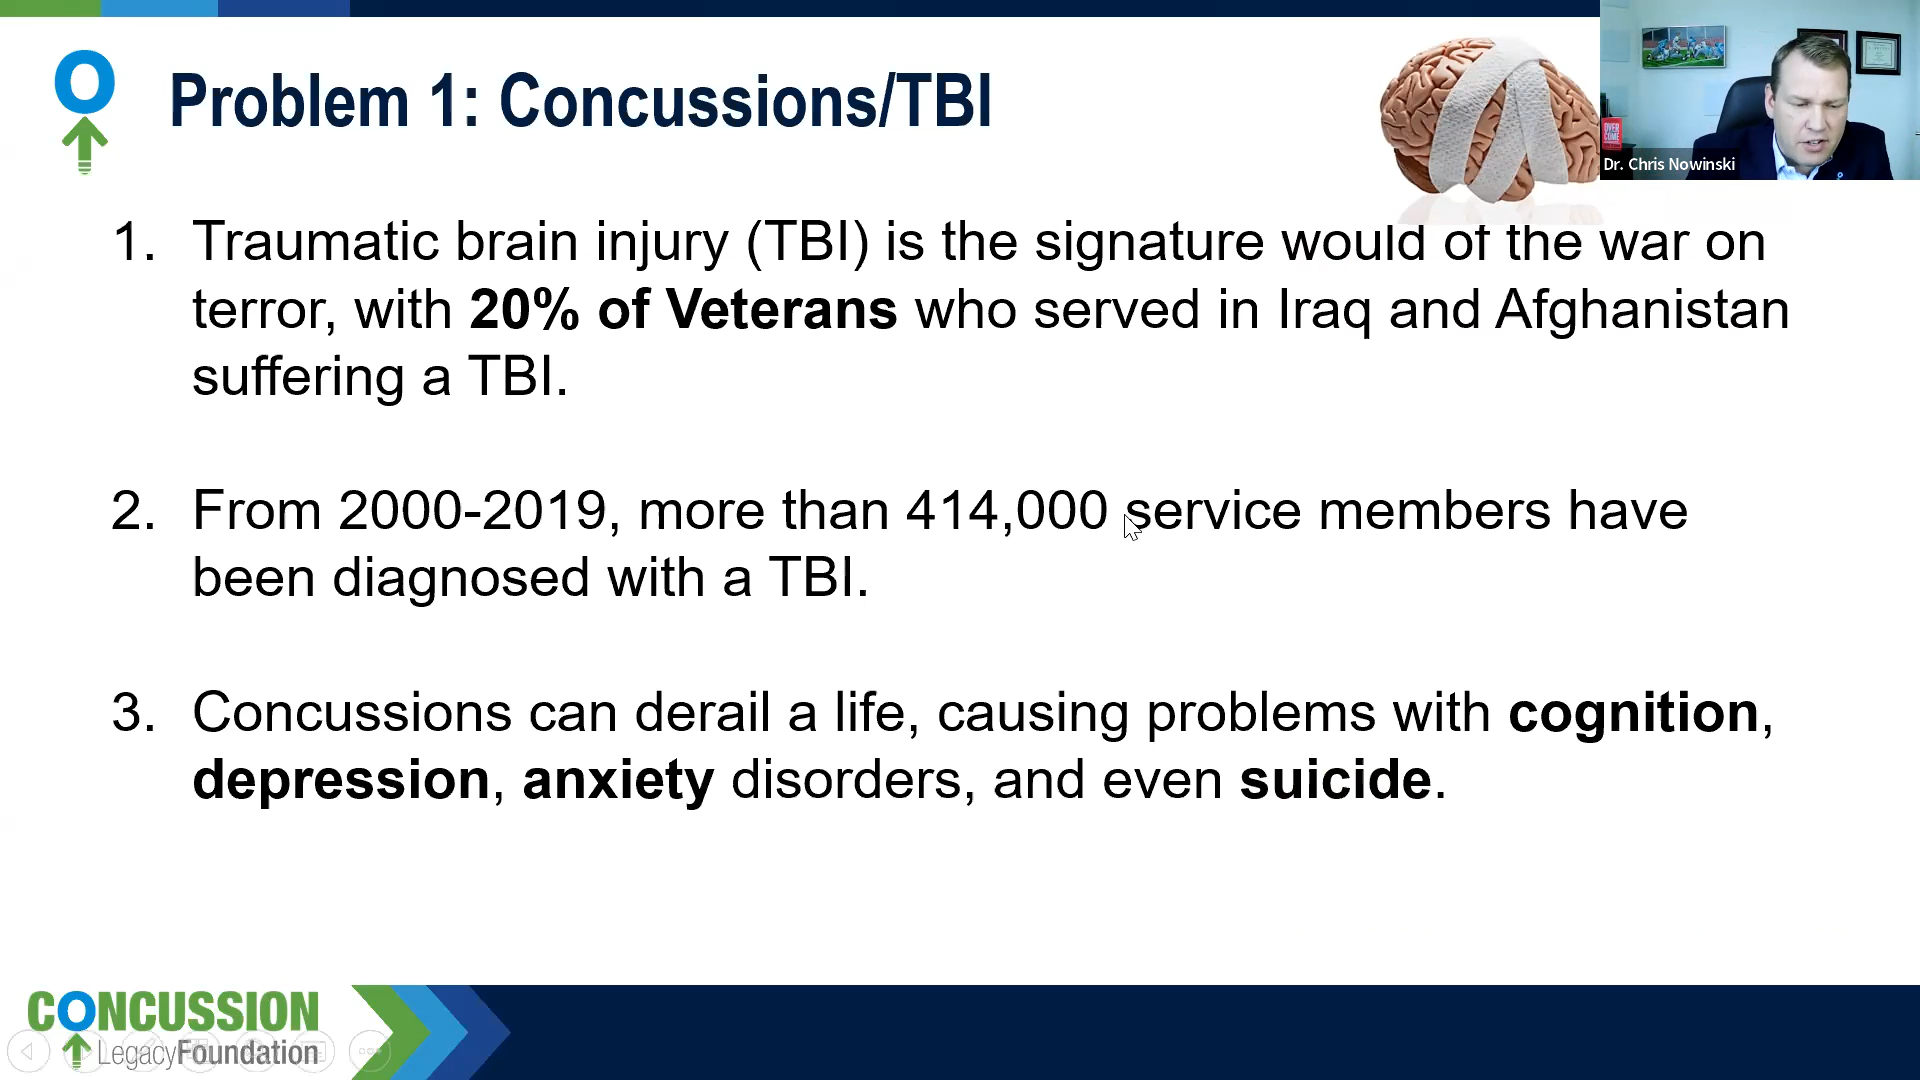 Problem 1: Concussions/TBI
OVER
COME
Dr. Chris Nowinski
1. Traumatic brain injury (TBI) is the signature would of the war on
terror, with 20% of Veterans who served in Iraq and Afghanistan
suffering a TBI.
2. From 2000-2019, more than 414,000 service members have
been diagnosed with a TBI.
3. Concussions can derail a life, causing problems with cognition,
depression, anxiety disorders, and even suicide.
CONCUSSION
LegacyFoundation